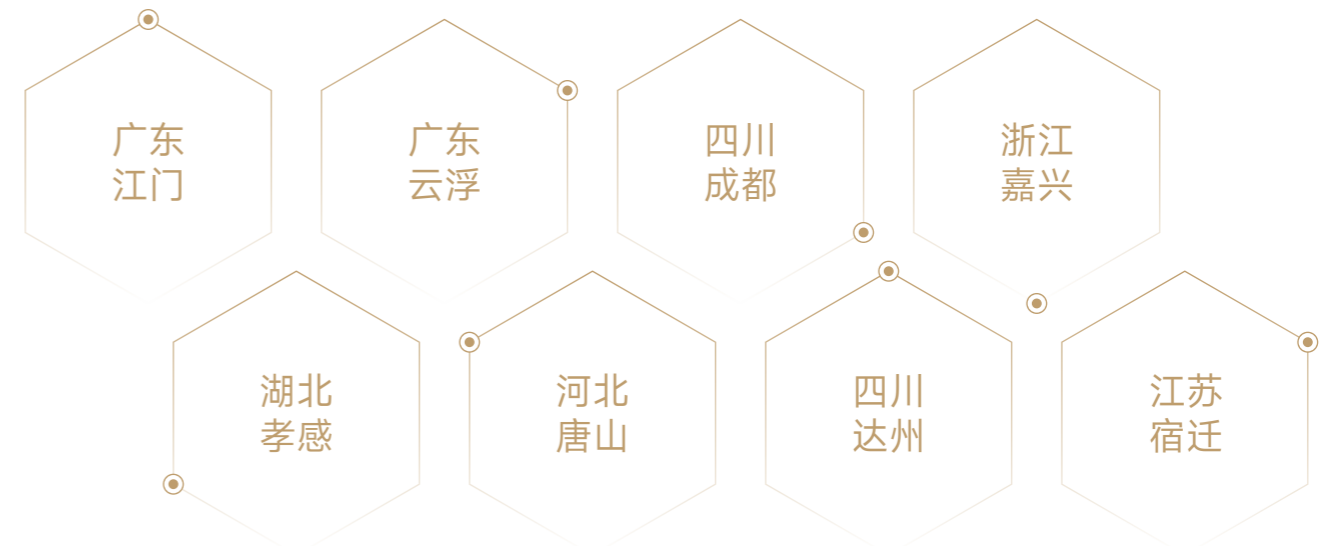 广东
江门
广东
云浮
四川
成都
浙江
嘉兴
湖北
孝感
河北
唐山
四川
达州
江苏
宿迁